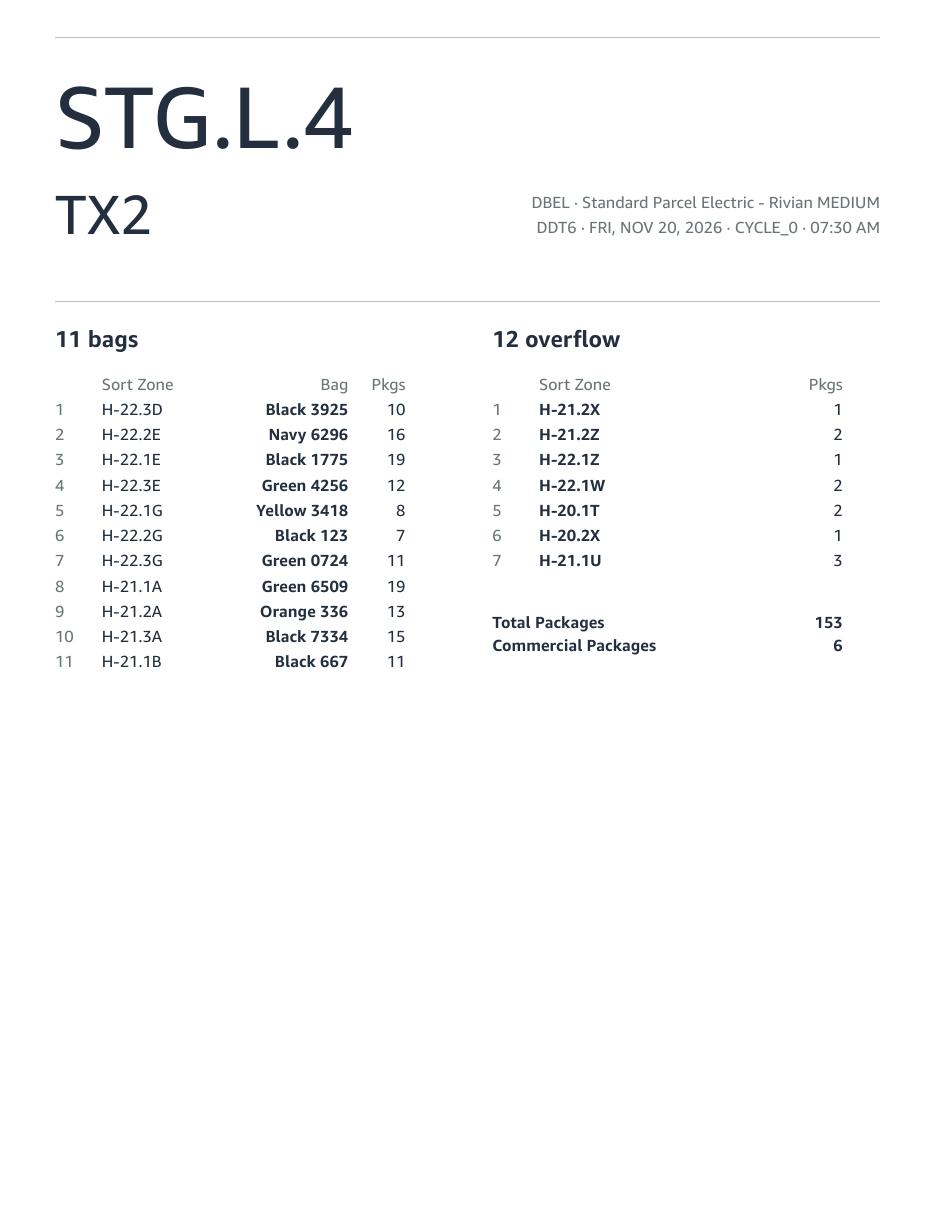 STG.L.4
TX2
DBEL · Standard Parcel Electric - Rivian MEDIUM
DDT6 · FRI, NOV 20, 2026 · CYCLE_0 · 07:30 AM
11 bags
Sort Zone Bag Pkgs
1 H-22.3D Black 3925 10
2 H-22.2E Navy 6296 16
3 H-22.1E Black 1775 19
4 H-22.3E Green 4256 12
5 H-22.1G Yellow 3418 8
6 H-22.2G Black 123 7
7 H-22.3G Green 0724 11
8 H-21.1A Green 6509 19
9 H-21.2A Orange 336 13
10 H-21.3A Black 7334 15
11 H-21.1B Black 667 11
12 overflow
Sort Zone Pkgs
1 H-21.2X 1
2 H-21.2Z 2
3 H-22.1Z 1
4 H-22.1W 2
5 H-20.1T 2
6 H-20.2X 1
7 H-21.1U 3
Total Packages 153
Commercial Packages 6